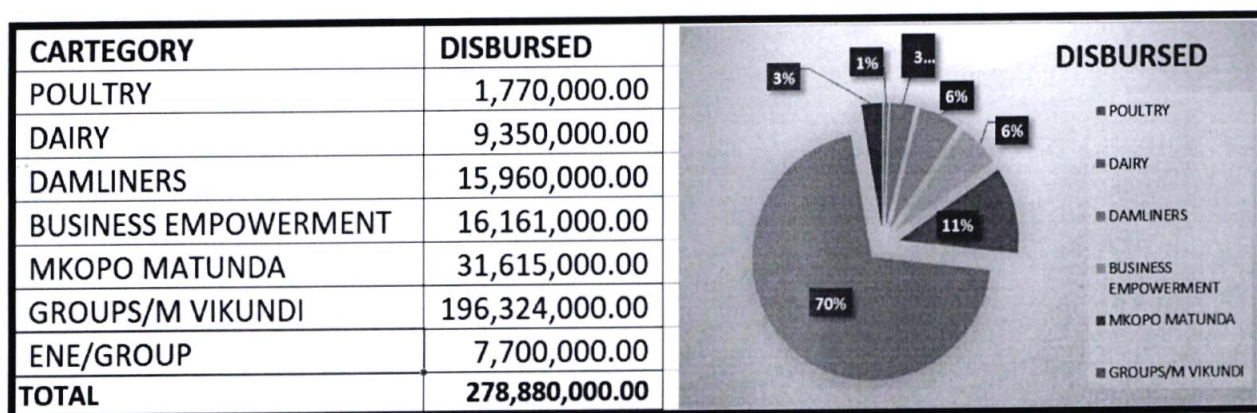 CARTEGORY DISBURSED
POULTRY 1,770,000.00
DAIRY 9,350,000.00
DAMLINERS 15,960,000.00
BUSINESS EMPOWERMENT 16,161,000.00
MKOPO MATUNDA 31,615,000.00
GROUPS/M VIKUNDI 196,324,000.00
ENE/GROUP 7,700,000.00
TOTAL 278,880,000.00
DISBURSED
3%
1%
3...
6%
6%
11%
70%
POULTRY
DAIRY
DAMLINERS
BUSINESS
EMPOWERMENT
MKOPO MATUNDA
GROUPS/M VIKUNDI